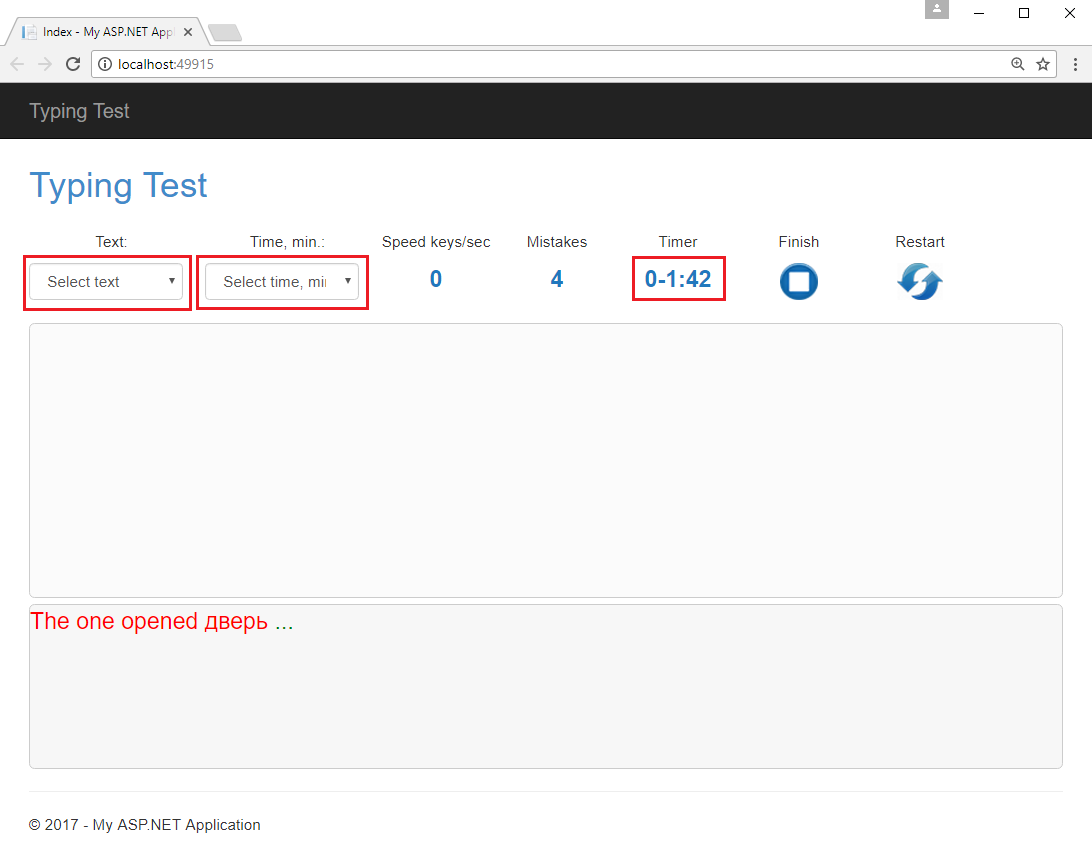 Index - My ASP.NET App
localhost:49915
Typing Test
Typing Test
Text: Time, min.: Speed keys/sec Mistakes Timer Finish Restart
Select text Select time, mi 0 4 0-1:42
The one opened дверь ...
© 2017 - My ASP.NET Application